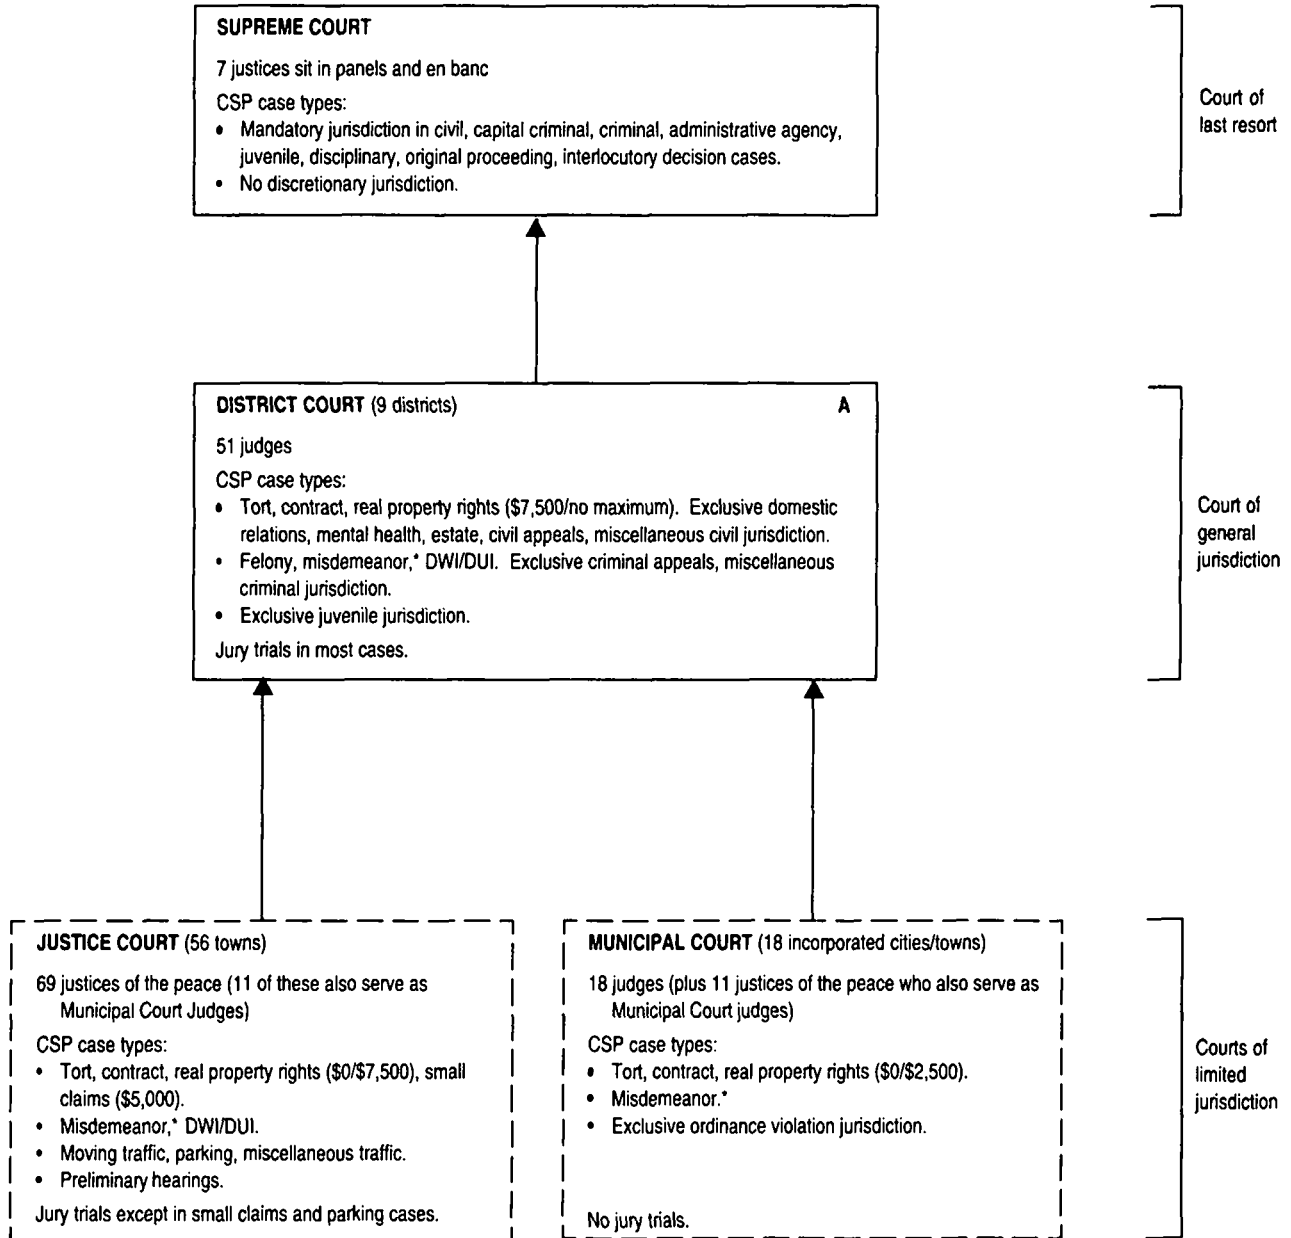 SUPREME COURT
7 justices sit in panels and en banc
CSP case types:
• Mandatory jurisdiction in civil, capital criminal, criminal, administrative agency,
juvenile, disciplinary, original proceeding, interlocutory decision cases.
• No discretionary jurisdiction.
Court of
last resort
DISTRICT COURT (9 districts) A
51 judges
CSP case types:
• Tort, contract, real property rights ($7,500/no maximum). Exclusive domestic
relations, mental health, estate, civil appeals, miscellaneous civil jurisdiction.
• Felony, misdemeanor,* DWI/DUI. Exclusive criminal appeals, miscellaneous
criminal jurisdiction.
• Exclusive juvenile jurisdiction.
Jury trials in most cases.
Court of
general
jurisdiction
JUSTICE COURT (56 towns)
69 justices of the peace (11 of these also serve as
Municipal Court Judges)
CSP case types:
• Tort, contract, real property rights ($0/$7,500), small
claims ($5,000).
• Misdemeanor,* DWI/DUI.
• Moving traffic, parking, miscellaneous traffic.
• Preliminary hearings.
Jury trials except in small claims and parking cases.
MUNICIPAL COURT (18 incorporated cities/towns)
18 judges (plus 11 justices of the peace who also serve as
Municipal Court judges)
CSP case types:
• Tort, contract, real property rights ($0/$2,500).
• Misdemeanor.*
• Exclusive ordinance violation jurisdiction.
No jury trials.
Courts of
limited
jurisdiction